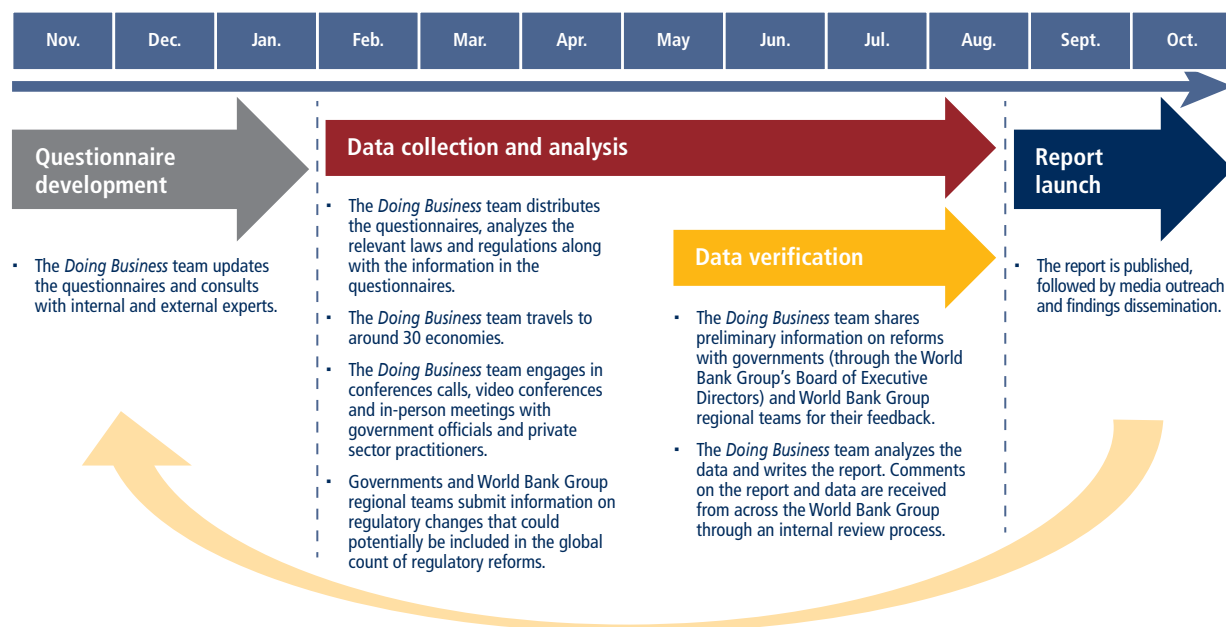 Nov. Dec. Jan. Feb. Mar. Apr. May Jun. Jul. Aug. Sept. Oct.
Questionnaire
development
▪ The Doing Business team updates
the questionnaires and consults
with internal and external experts.
Data collection and analysis
▪ The Doing Business team distributes
the questionnaires, analyzes the
relevant laws and regulations along
with the information in the
questionnaires.
▪ The Doing Business team travels to
around 30 economies.
▪ The Doing Business team engages in
conferences calls, video conferences
and in-person meetings with
government officials and private
sector practitioners.
▪ Governments and World Bank Group
regional teams submit information on
regulatory changes that could
potentially be included in the global
count of regulatory reforms.
Data verification
▪ The Doing Business team shares
preliminary information on reforms
with governments (through the World
Bank Group’s Board of Executive
Directors) and World Bank Group
regional teams for their feedback.
▪ The Doing Business team analyzes the
data and writes the report. Comments
on the report and data are received
from across the World Bank Group
through an internal review process.
Report
launch
▪ The report is published,
followed by media outreach
and findings dissemination.